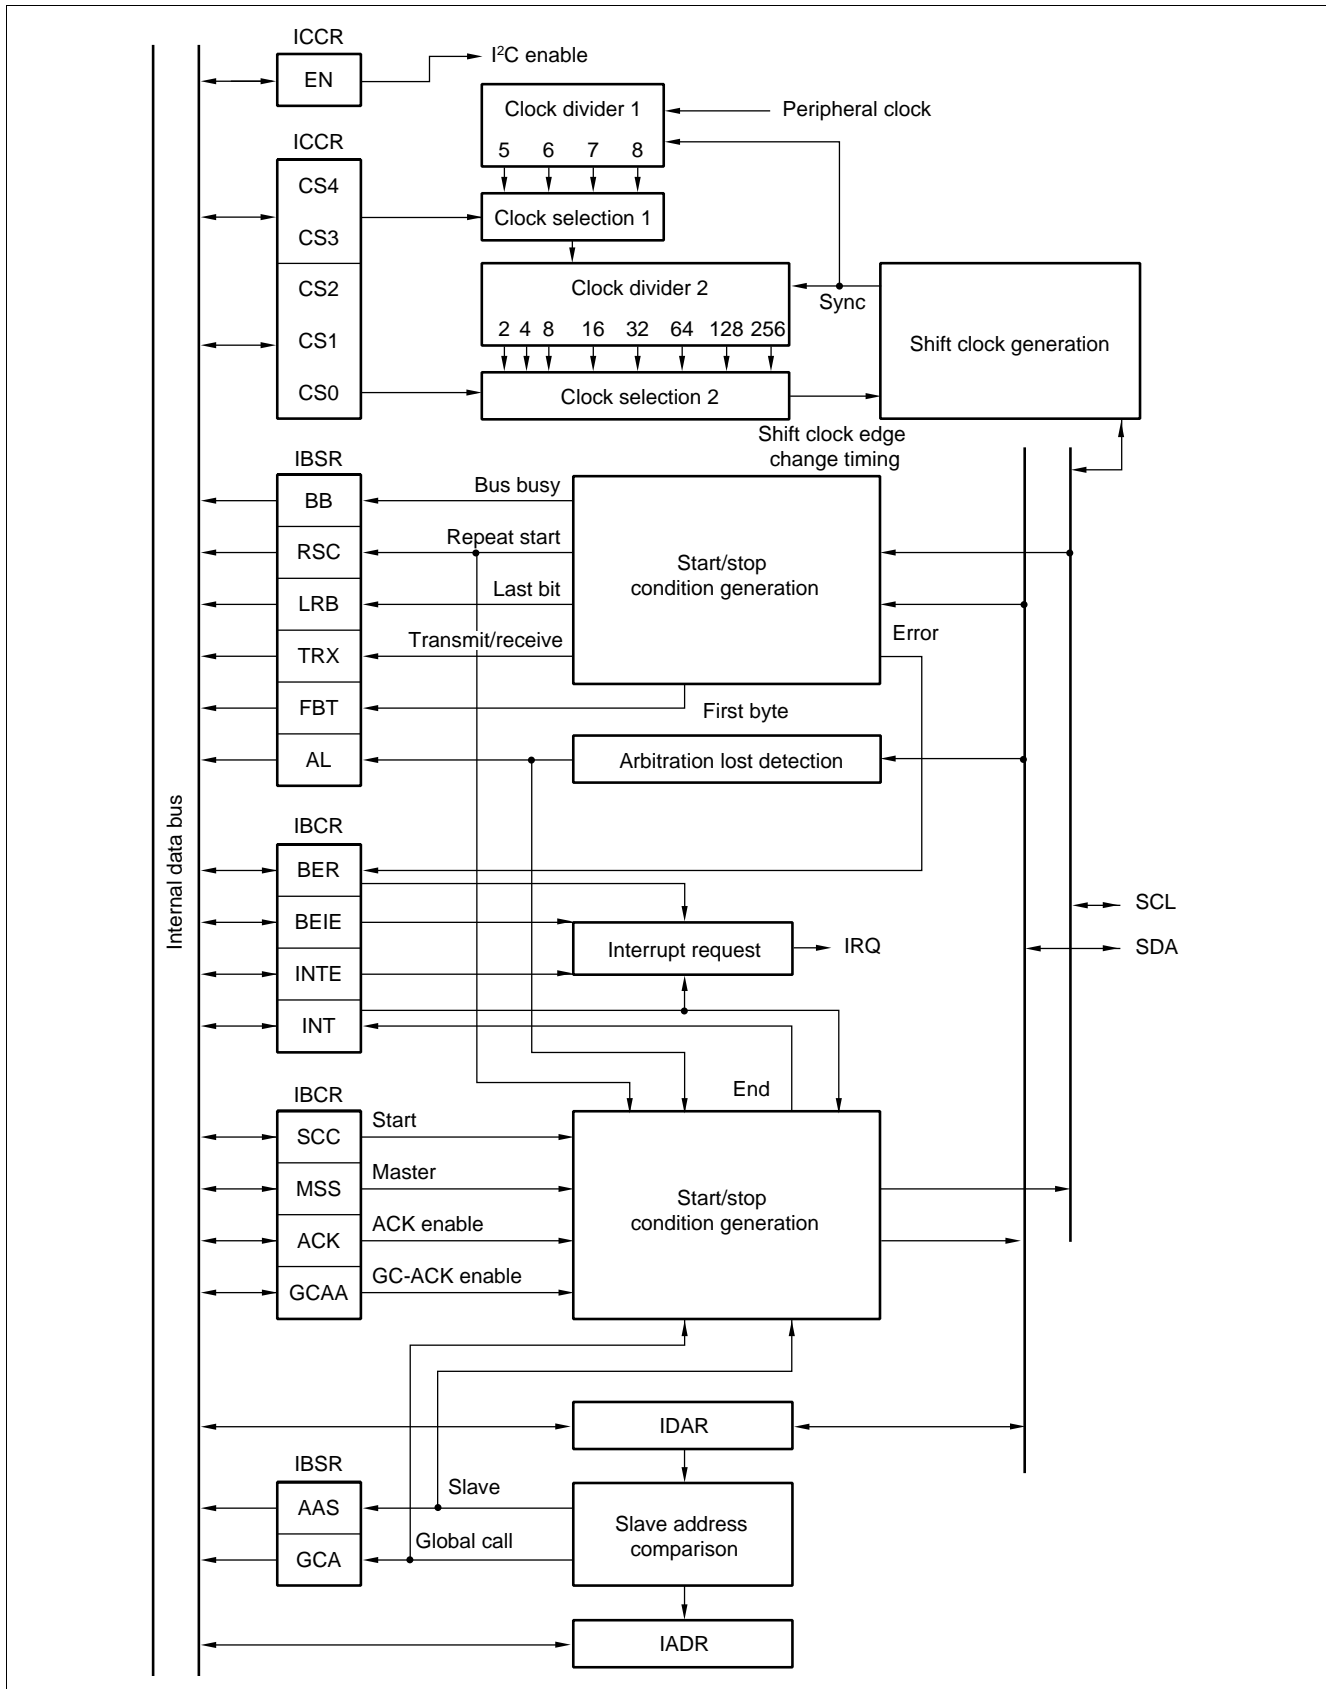 ICCR
EN
I²C enable
Clock divider 1
Peripheral clock
5 6 7 8
ICCR
CS4
CS3
CS2
CS1
CS0
Clock selection 1
Clock divider 2
Sync
2 4 8 16 32 64 128 256
Clock selection 2
Shift clock generation
Shift clock edge
change timing
IBSR
BB
RSC
LRB
TRX
FBT
AL
Bus busy
Repeat start
Last bit
Transmit/receive
Start/stop
condition generation
Error
First byte
Arbitration lost detection
Internal data bus
IBCR
BER
BEIE
INTE
INT
Interrupt request
IRQ
SCL
SDA
End
IBCR
SCC
MSS
ACK
GCAA
Start
Master
ACK enable
GC-ACK enable
Start/stop
condition generation
IDAR
IBSR
AAS
GCA
Slave
Global call
Slave address
comparison
IADR